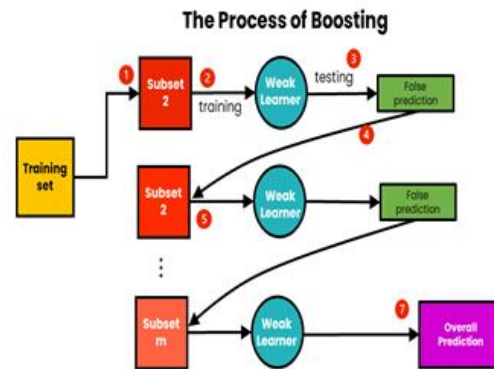 The Process of Boosting
1
Subset
2
2
training
Weak
Learner
3
testing
False
prediction
4
Training
set
Subset
2
5
Weak
Learner
False
prediction
⋮
Subset
m
Weak
Learner
7
Overall
Prediction